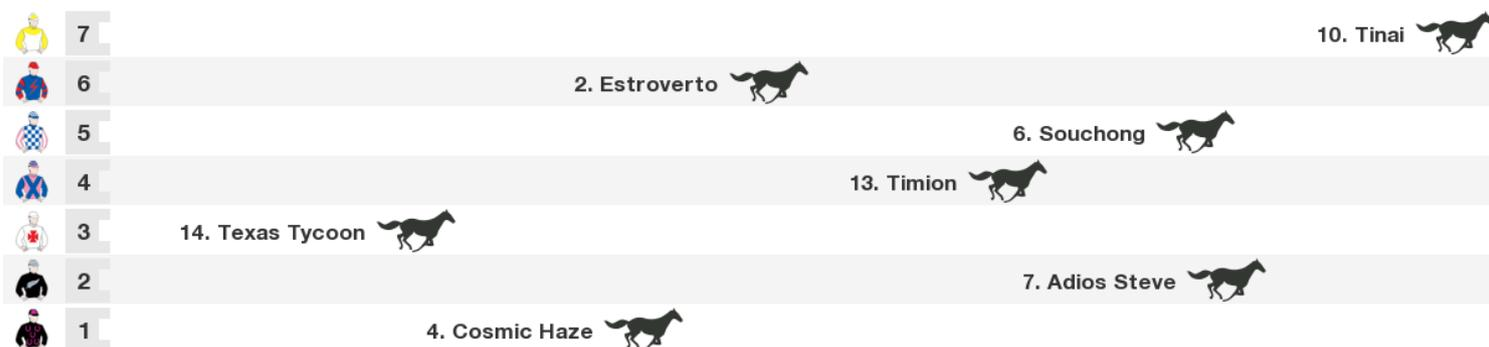 7 10. Tinai
6 2. Estroverto
5 6. Souchong
4 13. Timion
3 14. Texas Tycoon
2 7. Adios Steve
1 4. Cosmic Haze